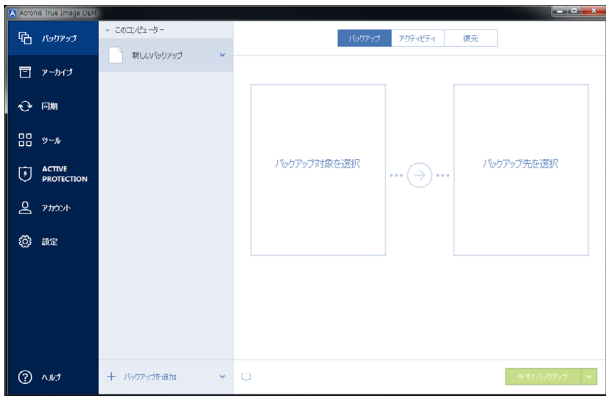 Acronis True Image OEM
バックアップ
アーカイブ
同期
ツール
ACTIVE
PROTECTION
アカウント
設定
ヘルプ
このコンピューター
新しいバックアップ
バックアップを追加
バックアップ アクティビティ 復元
バックアップ対象を選択
バックアップ先を選択
今すぐバックアップ